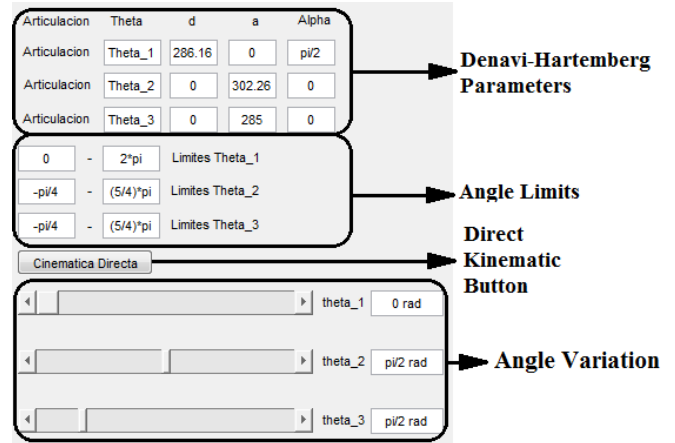 Articulacion Theta d a Alpha
Articulacion Theta_1 286.16 0 pi/2
Articulacion Theta_2 0 302.26 0
Articulacion Theta_3 0 285 0
Denavi-Hartemberg
Parameters
0 - 2*pi Limites Theta_1
-pi/4 - (5/4)*pi Limites Theta_2
-pi/4 - (5/4)*pi Limites Theta_3
Angle Limits
Cinematica Directa
Direct
Kinematic
Button
theta_1 0 rad
theta_2 pi/2 rad
theta_3 pi/2 rad
Angle Variation